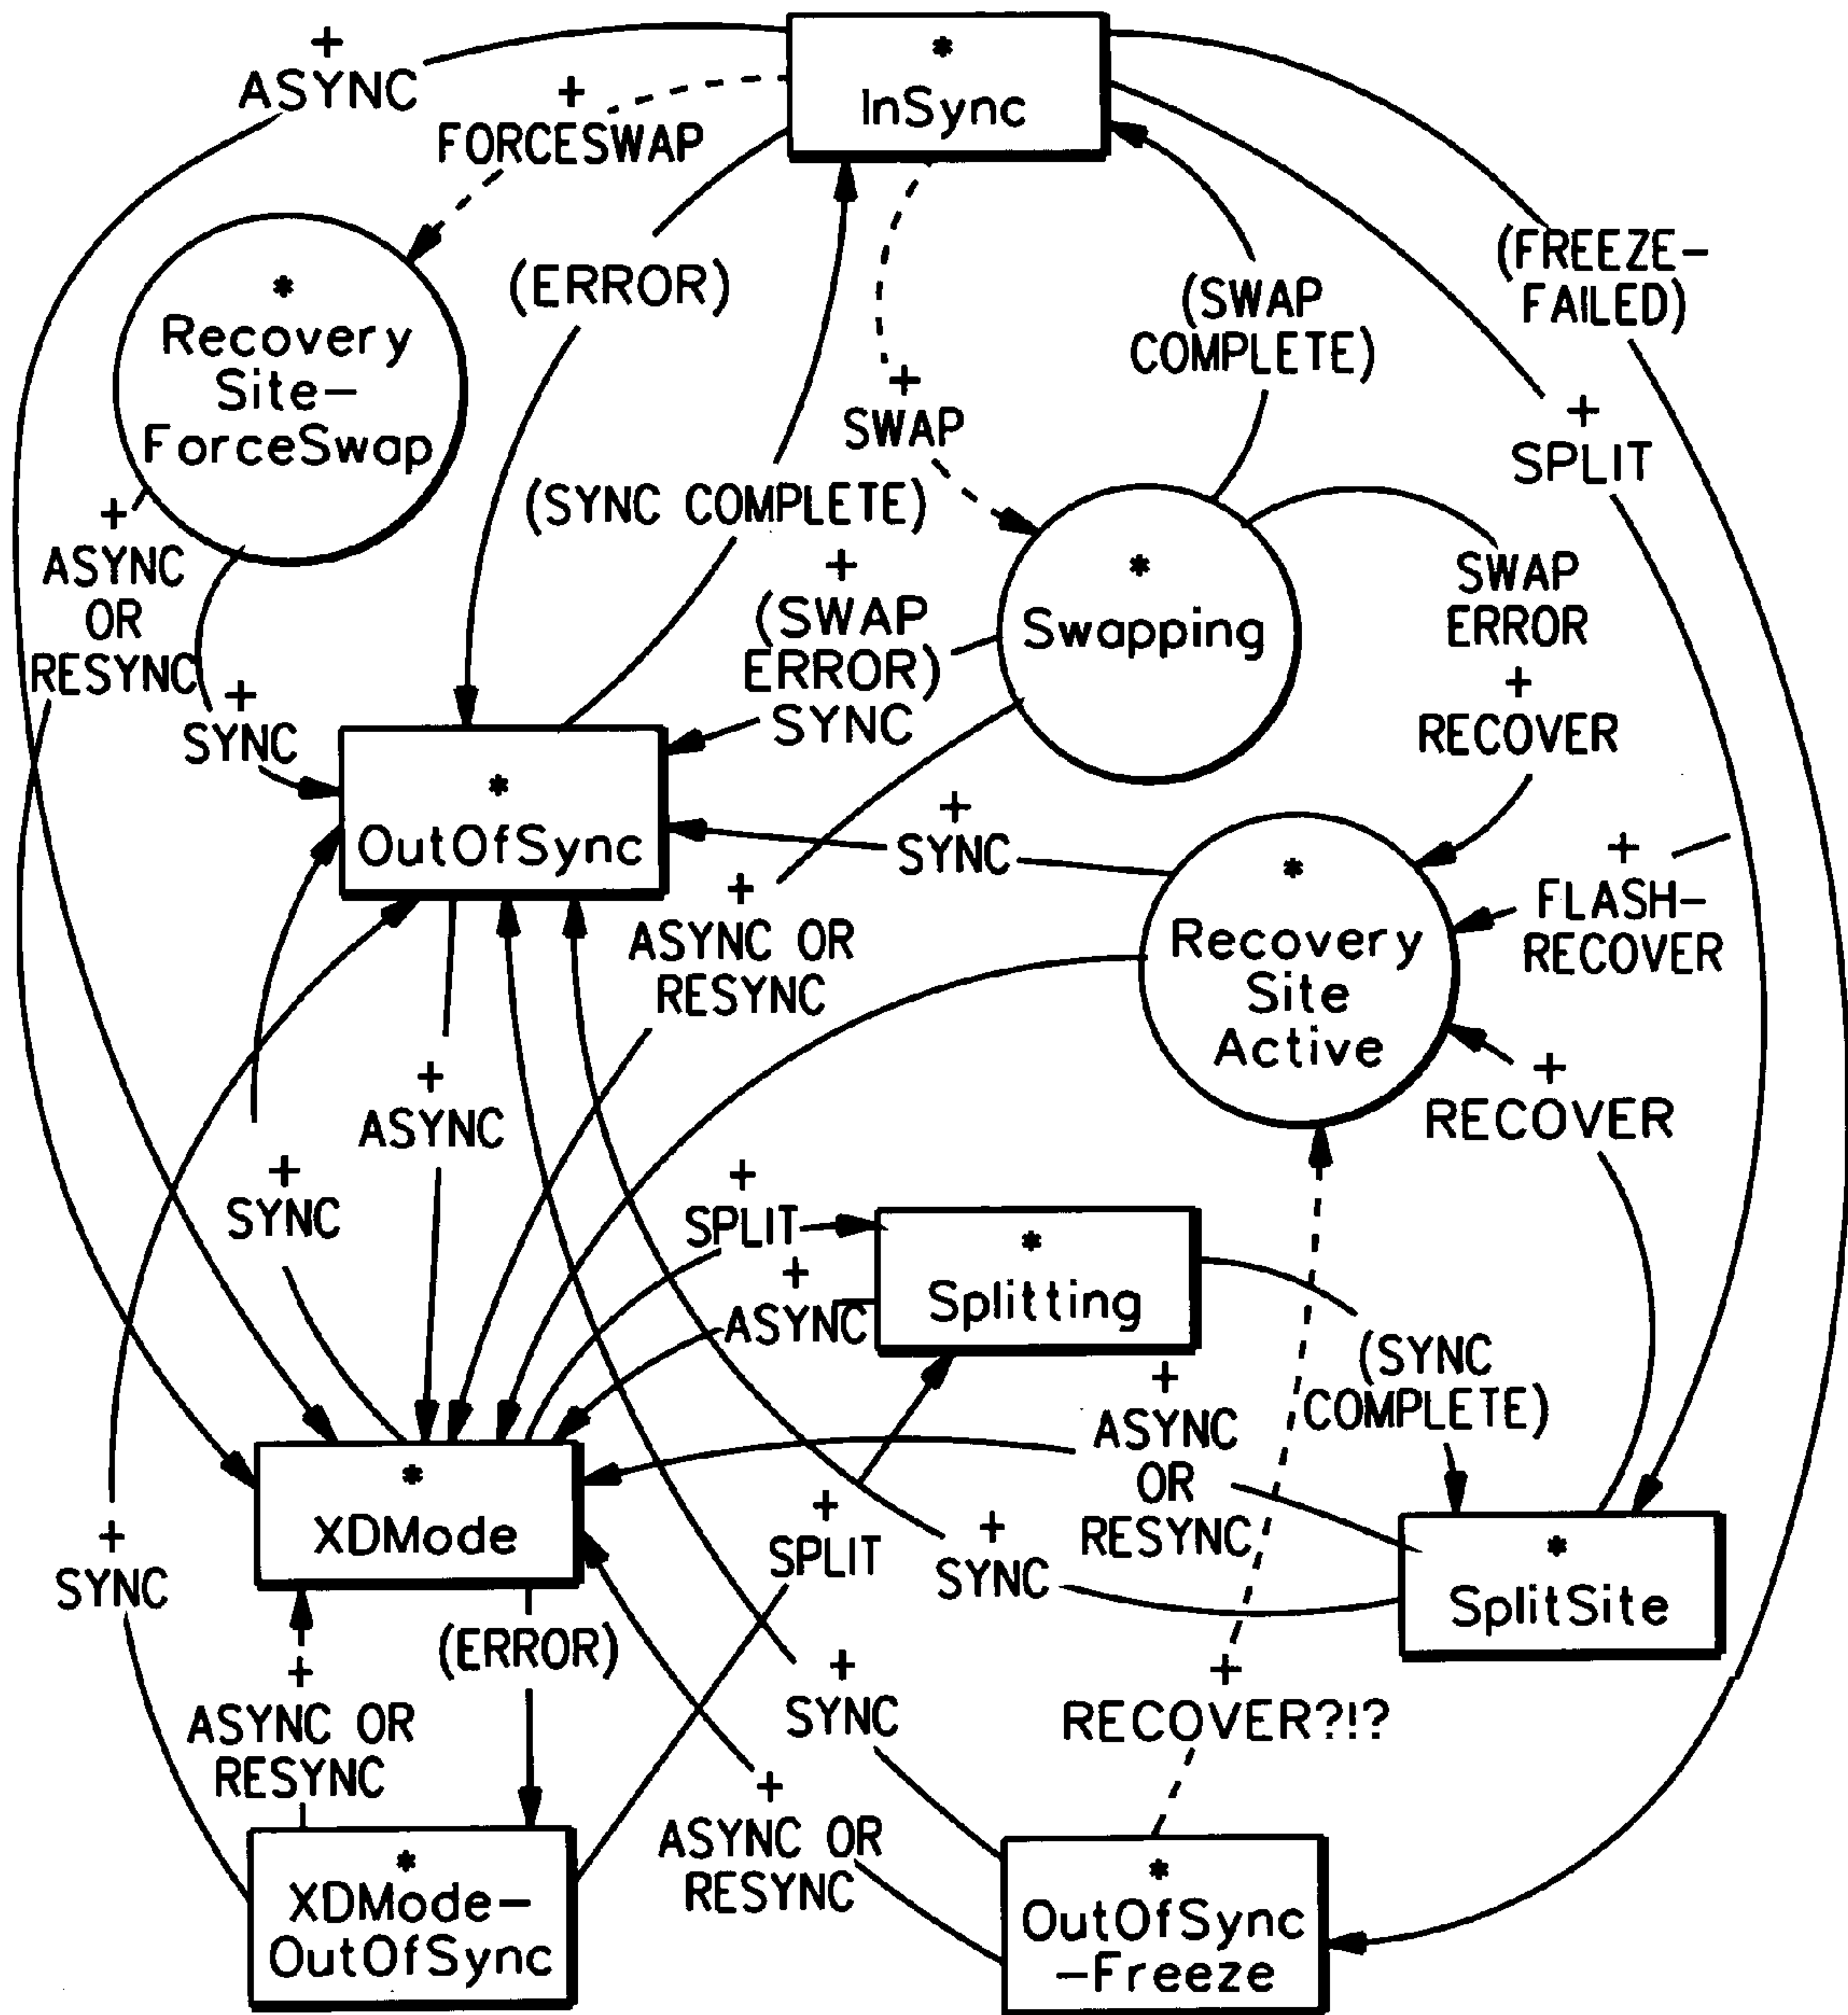 +
ASYNC
*
InSync
+
FORCESWAP
(ERROR)
(SWAP
COMPLETE)
(FREEZE-
FAILED)
*
Recovery
Site-
ForceSwap
+
SWAP
+
SPLIT
(SYNC COMPLETE)
+
ASYNC
OR
RESYNC
+
(SWAP
ERROR)
SYNC
*
Swapping
SWAP
ERROR
+
RECOVER
+
SYNC
*
OutOfSync
+
SYNC
+
ASYNC OR
RESYNC
*
Recovery
Site
Active
+
FLASH-
RECOVER
+
RECOVER
+
ASYNC
+
SYNC
+
SPLIT
+
ASYNC
*
Splitting
(SYNC
COMPLETE)
+
ASYNC
OR
RESYNC
*
XDMode
+
SYNC
+
SPLIT
+
SYNC
*
SplitSite
(ERROR)
+
ASYNC OR
RESYNC
+
SYNC
+
RECOVER?!?
+
ASYNC OR
RESYNC
*
XDMode-
OutOfSync
*
OutOfSync
-Freeze